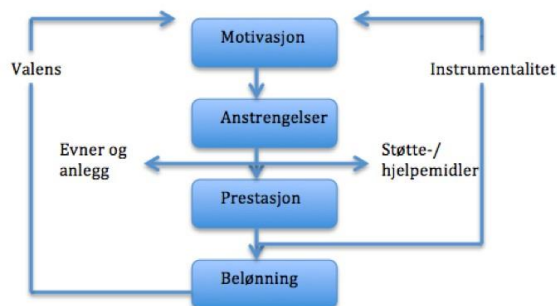 Motivasjon
Valens
Instrumentalitet
Anstrengelser
Evner og
anlegg
Støtte-/
hjelpemidler
Prestasjon
Belønning